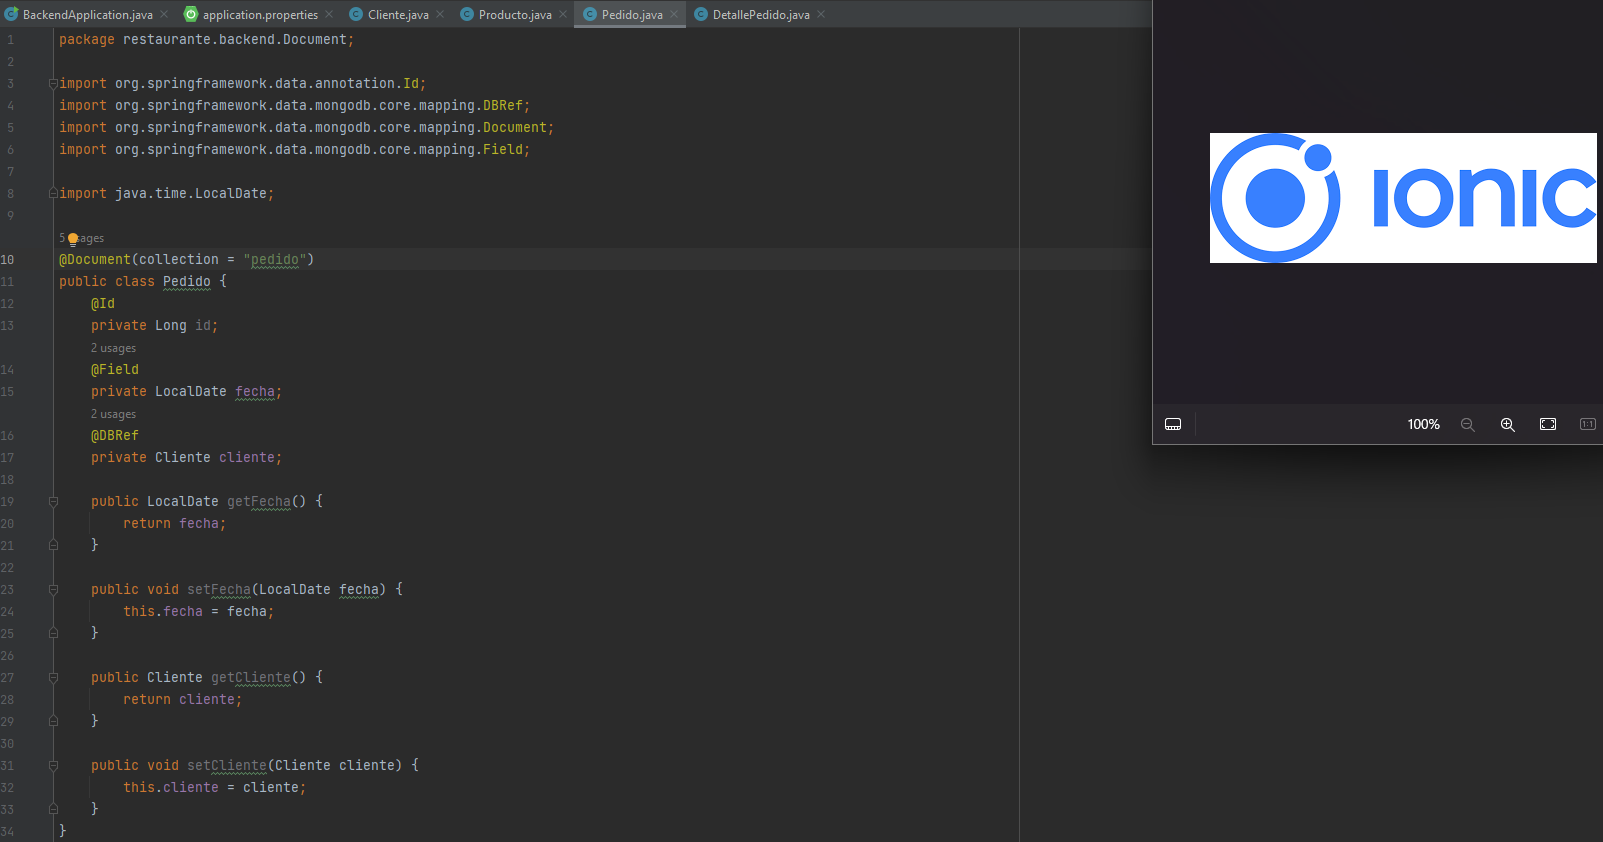 BackendApplication.java application.properties Cliente.java Producto.java Pedido.java DetallePedido.java
1 package restaurante.backend.Document;
2
3 import org.springframework.data.annotation.Id;
4 import org.springframework.data.mongodb.core.mapping.DBRef;
5 import org.springframework.data.mongodb.core.mapping.Document;
6 import org.springframework.data.mongodb.core.mapping.Field;
7
8 import java.time.LocalDate;
9
5 usages
10 @Document(collection = "pedido")
11 public class Pedido {
12 @Id
13 private Long id;
2 usages
14 @Field
15 private LocalDate fecha;
2 usages
16 @DBRef
17 private Cliente cliente;
18
19 public LocalDate getFecha() {
20 return fecha;
21 }
22
23 public void setFecha(LocalDate fecha) {
24 this.fecha = fecha;
25 }
26
27 public Cliente getCliente() {
28 return cliente;
29 }
30
31 public void setCliente(Cliente cliente) {
32 this.cliente = cliente;
33 }
34 }
IONIC
100% 1:1